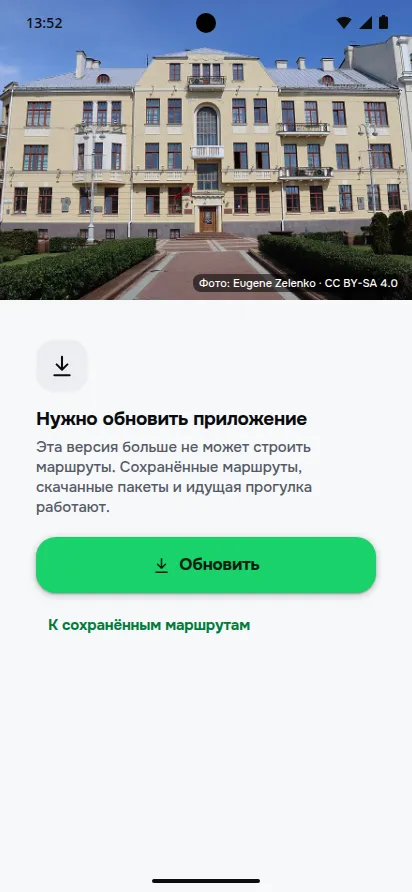 13:52
Фото: Eugene Zelenko · CC BY-SA 4.0
Нужно обновить приложение
Эта версия больше не может строить
маршруты. Сохранённые маршруты,
скачанные пакеты и идущая прогулка
работают.
Обновить
К сохранённым маршрутам